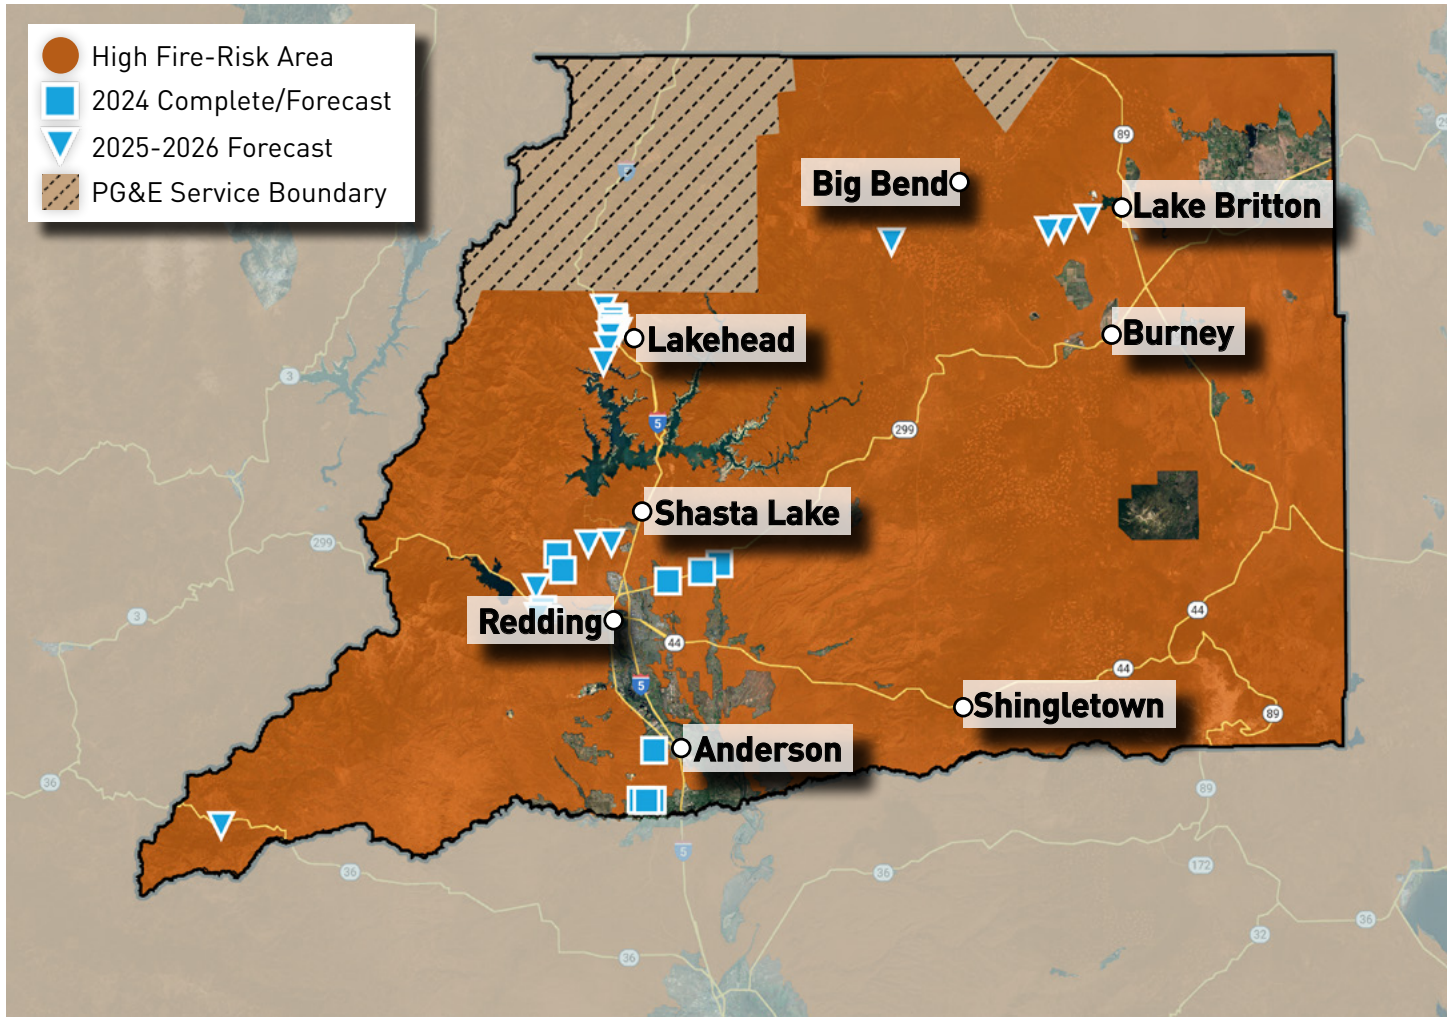 High Fire-Risk Area
2024 Complete/Forecast
2025-2026 Forecast
PG&E Service Boundary
89
5
Big Bend
Lake Britton
Burney
Lakehead
3
5
299
Shasta Lake
299
3
Redding
44
44
44
5
Shingletown
89
Anderson
36
89
5
172
36
36
36
32
36